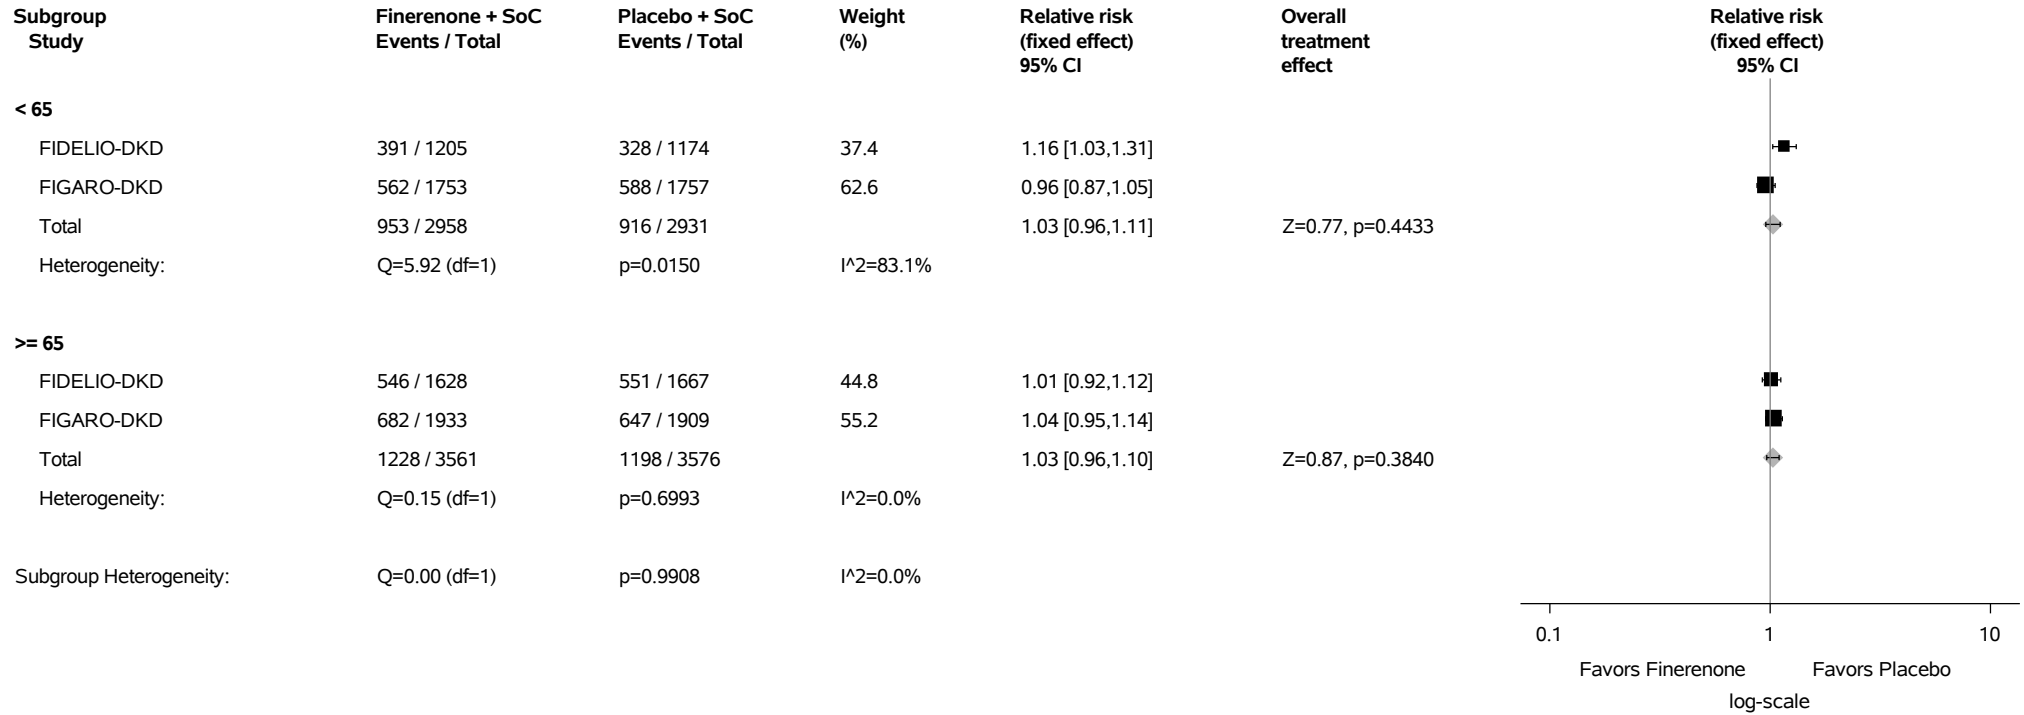 Subgroup Finerenone + SoC Placebo + SoC Weight Relative risk Overall Relative risk
Study Events / Total Events / Total (%) (fixed effect) treatment (fixed effect)
95% CI effect 95% CI
< 65
FIDELIO-DKD 391 / 1205 328 / 1174 37.4 1.16 [1.03,1.31]
FIGARO-DKD 562 / 1753 588 / 1757 62.6 0.96 [0.87,1.05]
Total 953 / 2958 916 / 2931 1.03 [0.96,1.11] Z=0.77, p=0.4433
Heterogeneity: Q=5.92 (df=1) p=0.0150 I^2=83.1%
>= 65
FIDELIO-DKD 546 / 1628 551 / 1667 44.8 1.01 [0.92,1.12]
FIGARO-DKD 682 / 1933 647 / 1909 55.2 1.04 [0.95,1.14]
Total 1228 / 3561 1198 / 3576 1.03 [0.96,1.10] Z=0.87, p=0.3840
Heterogeneity: Q=0.15 (df=1) p=0.6993 I^2=0.0%
Subgroup Heterogeneity: Q=0.00 (df=1) p=0.9908 I^2=0.0%
0.1 1 10
Favors Finerenone Favors Placebo
log-scale